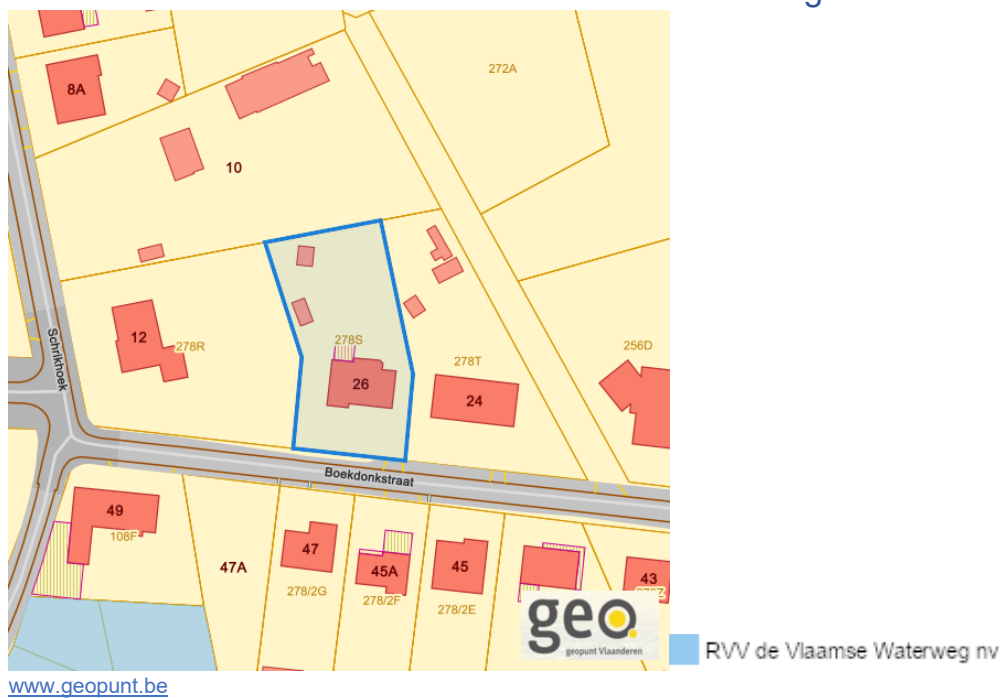 8A
272A
10
Schrikhoek
12
278R
278S
26
278T
24
256D
Boekdonkstraat
49
108F
47A
47
278/2G
45A
278/2F
45
278/2E
43
geo
geopunt Vlaanderen
RVV de Vlaamse Waterweg nv
www.geopunt.be